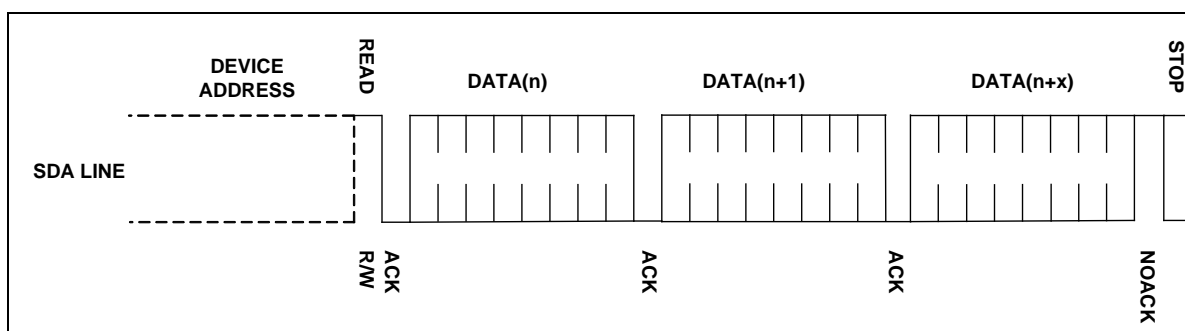 DEVICE
ADDRESS
READ
DATA(n)
DATA(n+1)
DATA(n+x)
STOP
SDA LINE
R/W
ACK
ACK
ACK
NOACK